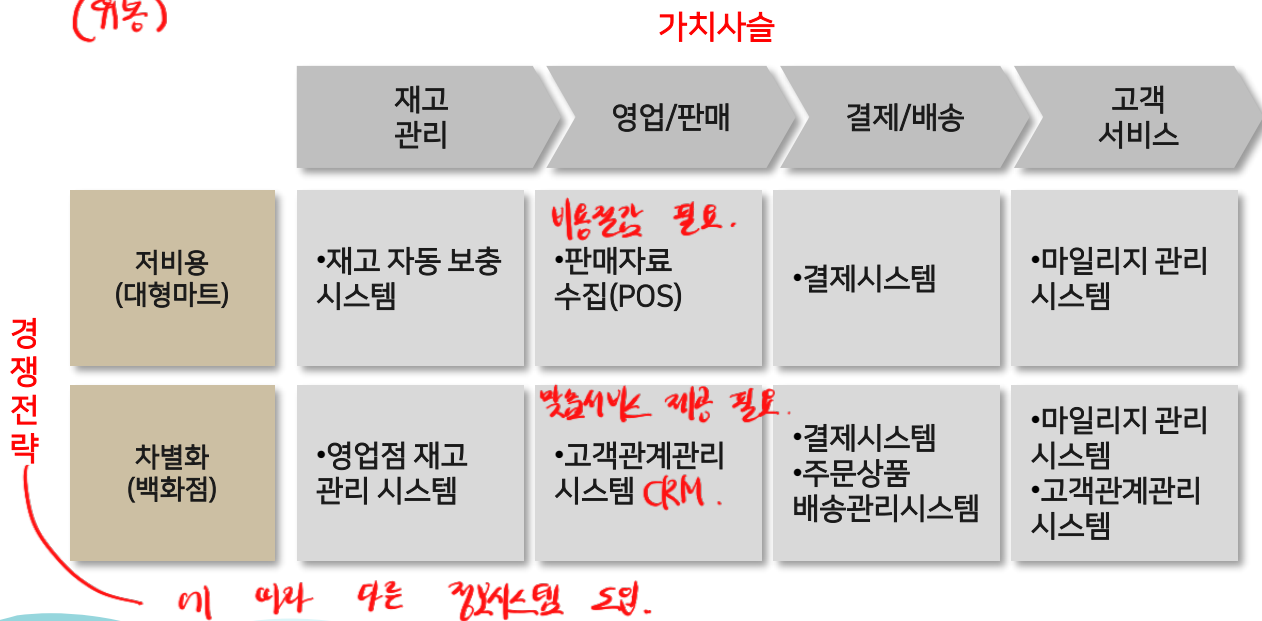 (유통)
가치사슬
재고
관리
영업/판매
결제/배송
고객
서비스
경쟁전략
저비용
(대형마트)
•재고 자동 보충
시스템
비용절감 필요.
•판매자료
수집(POS)
•결제시스템
•마일리지 관리
시스템
차별화
(백화점)
•영업점 재고
관리 시스템
맞춤서비스 제공 필요.
•고객관계관리
시스템 CRM.
•결제시스템
•주문상품
배송관리시스템
•마일리지 관리
시스템
•고객관계관리
시스템
에 따라 다른 정보시스템 도입.